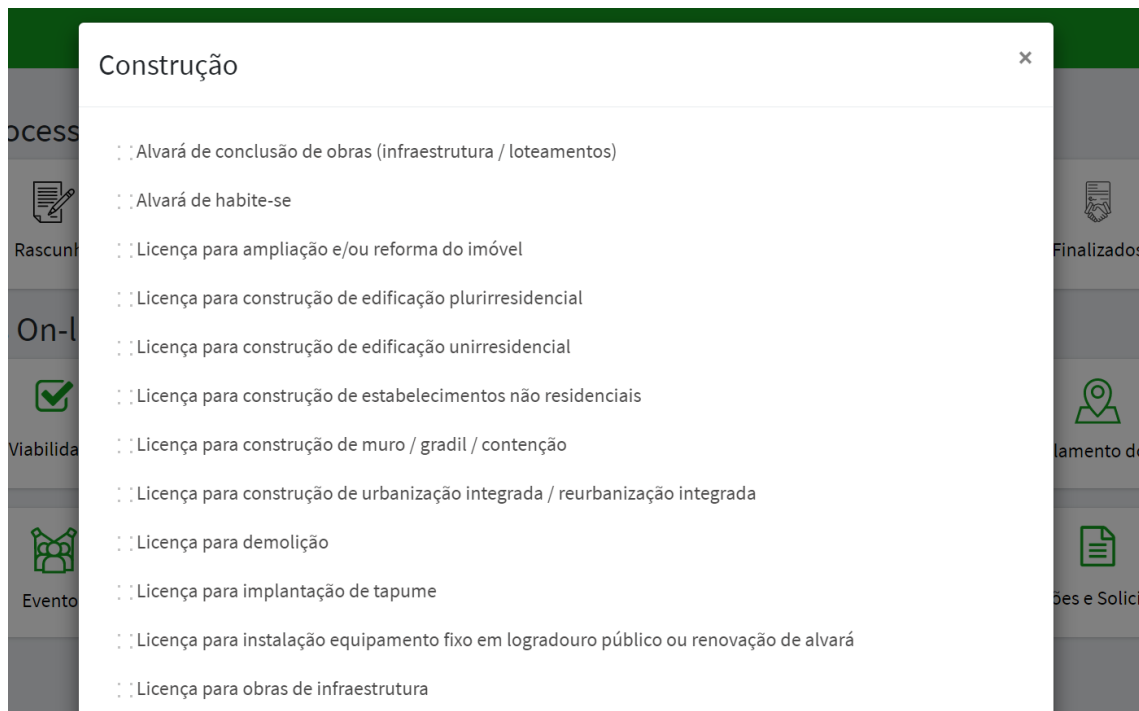 Construção
×
Alvará de conclusão de obras (infraestrutura / loteamentos)
Alvará de habite-se
Licença para ampliação e/ou reforma do imóvel
Licença para construção de edificação plurirresidencial
Licença para construção de edificação unirresidencial
Licença para construção de estabelecimentos não residenciais
Licença para construção de muro / gradil / contenção
Licença para construção de urbanização integrada / reurbanização integrada
Licença para demolição
Licença para implantação de tapume
Licença para instalação equipamento fixo em logradouro público ou renovação de alvará
Licença para obras de infraestrutura
ocess
Rascunh
Finalizados
On-l
Viabilida
lamento de
Evento
ões e Solici